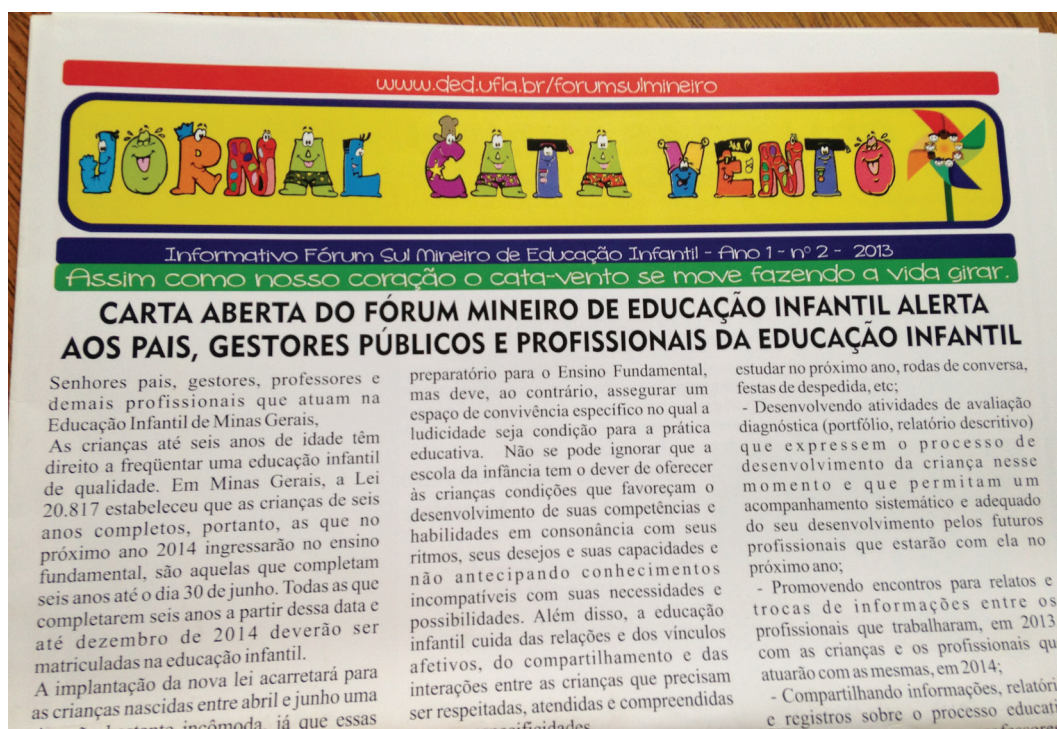 www.ded.ufla.br/forumsulmineiro
JORNAL CATA VENTO
Informativo Fórum Sul Mineiro de Educação Infantil - Ano 1 - nº 2 - 2013
Assim como nosso coração o cata-vento se move fazendo a vida girar.
CARTA ABERTA DO FÓRUM MINEIRO DE EDUCAÇÃO INFANTIL ALERTA
AOS PAIS, GESTORES PÚBLICOS E PROFISSIONAIS DA EDUCAÇÃO INFANTIL
Senhores pais, gestores, professores e
demais profissionais que atuam na
Educação Infantil de Minas Gerais,
As crianças até seis anos de idade têm
direito a freqüentar uma educação infantil
de qualidade. Em Minas Gerais, a Lei
20.817 estabeleceu que as crianças de seis
anos completos, portanto, as que no
próximo ano 2014 ingressarão no ensino
fundamental, são aquelas que completam
seis anos até o dia 30 de junho. Todas as que
completarem seis anos a partir dessa data e
até dezembro de 2014 deverão ser
matriculadas na educação infantil.
A implantação da nova lei acarretará para
as crianças nascidas entre abril e junho uma
incômoda, já que essas
preparatório para o Ensino Fundamental,
mas deve, ao contrário, assegurar um
espaço de convivência específico no qual a
ludicidade seja condição para a prática
educativa. Não se pode ignorar que a
escola da infância tem o dever de oferecer
às crianças condições que favoreçam o
desenvolvimento de suas competências e
habilidades em consonância com seus
ritmos, seus desejos e suas capacidades e
não antecipando conhecimentos
incompatíveis com suas necessidades e
possibilidades. Além disso, a educação
infantil cuida das relações e dos vínculos
afetivos, do compartilhamento e das
interações entre as crianças que precisam
ser respeitadas, atendidas e compreendidas
estudar no próximo ano, rodas de conversa,
festas de despedida, etc;
- Desenvolvendo atividades de avaliação
diagnóstica (portfólio, relatório descritivo)
que expressem o processo de
desenvolvimento da criança nesse
momento e que permitam um
acompanhamento sistemático e adequado
do seu desenvolvimento pelos futuros
profissionais que estarão com ela no
próximo ano;
- Promovendo encontros para relatos e
trocas de informações entre os
profissionais que trabalharam, em 2013
com as crianças e os profissionais qu
atuarão com as mesmas, em 2014;
- Compartilhando informações, relatóri
e registros sobre o processo educati